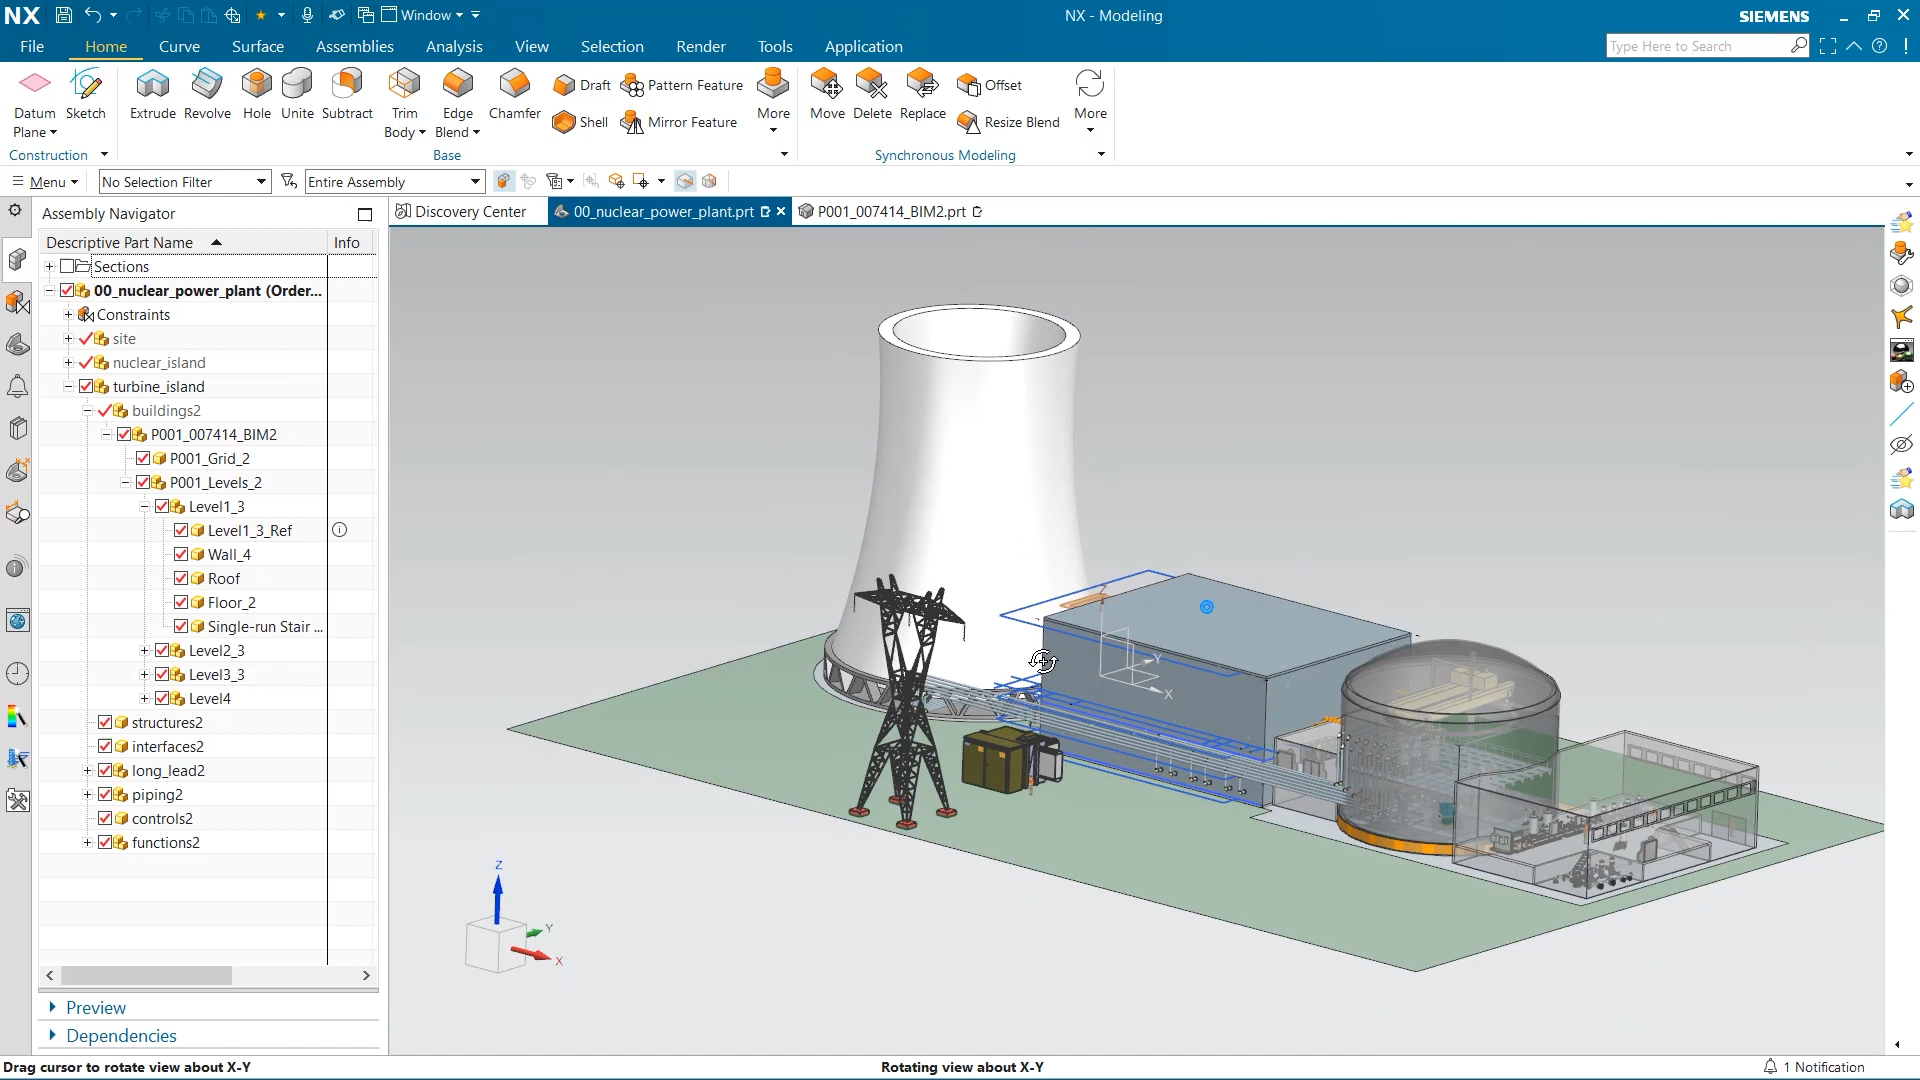 NX Window NX - Modeling SIEMENS
File Home Curve Surface Assemblies Analysis View Selection Render Tools Application Type Here to Search
Datum Plane Sketch Extrude Revolve Hole Unite Subtract Trim Body Edge Blend Chamfer Draft Shell Pattern Feature Mirror Feature More Move Delete Replace Offset Resize Blend More
Construction Base Synchronous Modeling
Menu No Selection Filter Entire Assembly
Assembly Navigator Discovery Center 00_nuclear_power_plant.prt P001_007414_BIM2.prt
Descriptive Part Name Info
Sections
00_nuclear_power_plant (Order...
Constraints
site
nuclear_island
turbine_island
buildings2
P001_007414_BIM2
P001_Grid_2
P001_Levels_2
Level1_3
Level1_3_Ref
Wall_4
Roof
Floor_2
Single-run Stair ...
Level2_3
Level3_3
Level4
structures2
interfaces2
long_lead2
piping2
controls2
functions2
Z
Y
X
Z
Y
X
Preview
Dependencies
Drag cursor to rotate view about X-Y Rotating view about X-Y 1 Notification